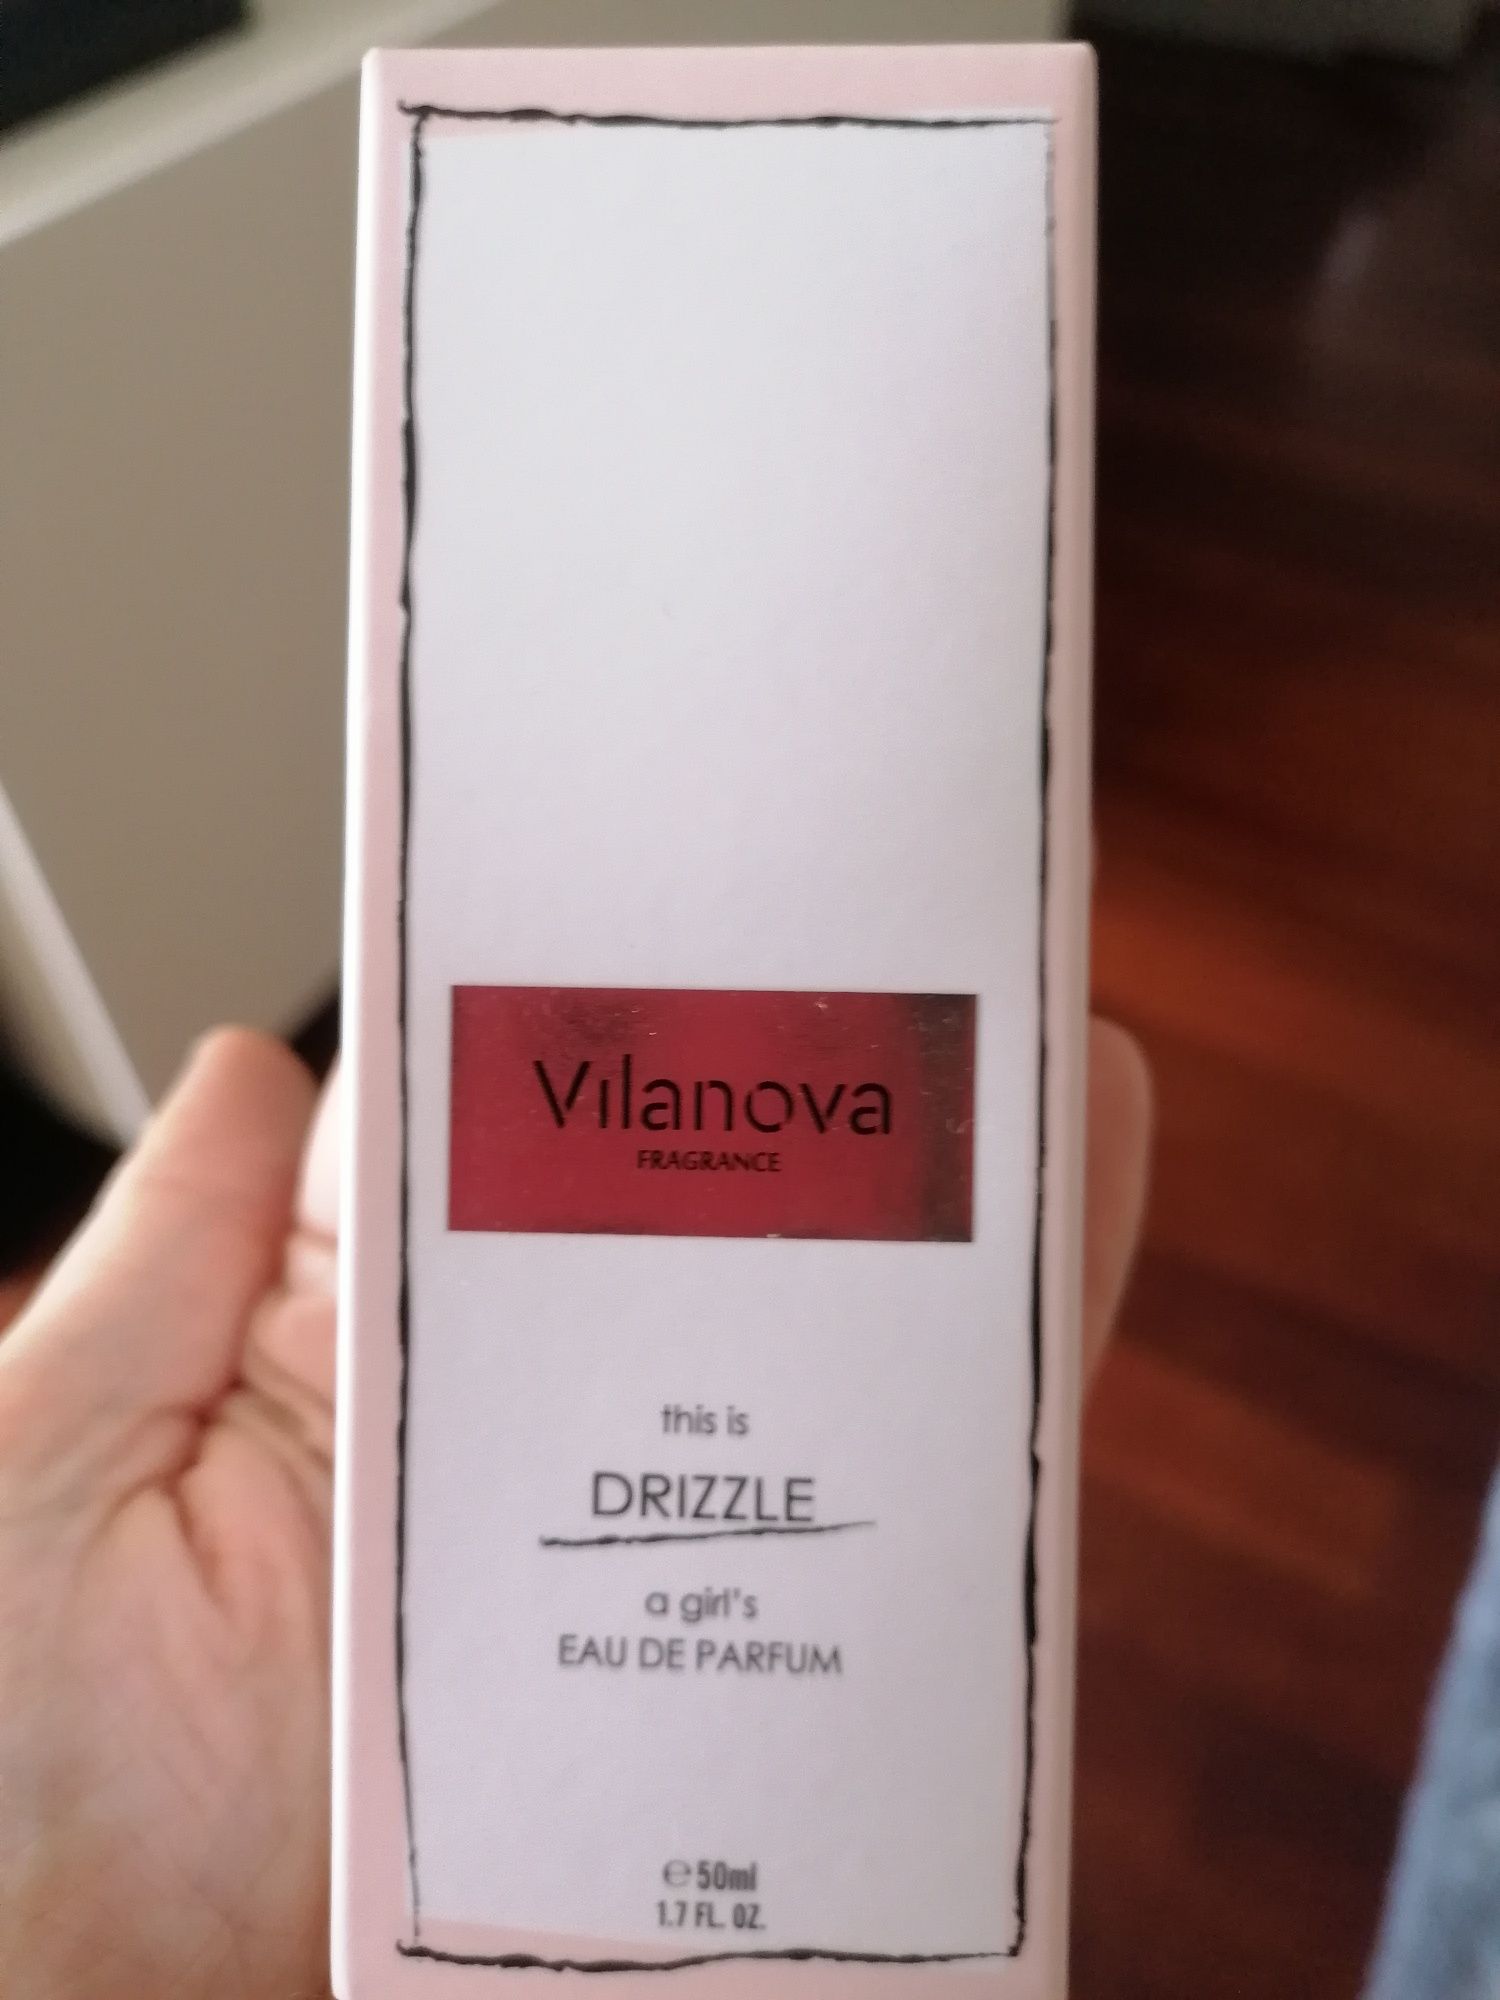 Vilanova
FRAGRANCE
this is
DRIZZLE
a girl's
EAU DE PARFUM
℮ 50ml
1.7 FL. OZ.